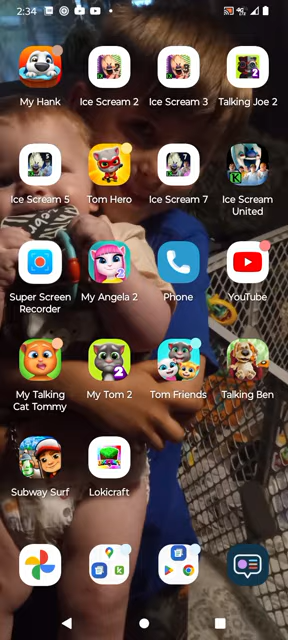 2:34
My Hank
Ice Scream 2
Ice Scream 3
Talking Joe 2
Ice Scream 5
Tom Hero
Ice Scream 7
Ice Scream
United
Super Screen
Recorder
My Angela 2
Phone
YouTube
My Talking
Cat Tommy
My Tom 2
Tom Friends
Talking Ben
Subway Surf
Lokicraft